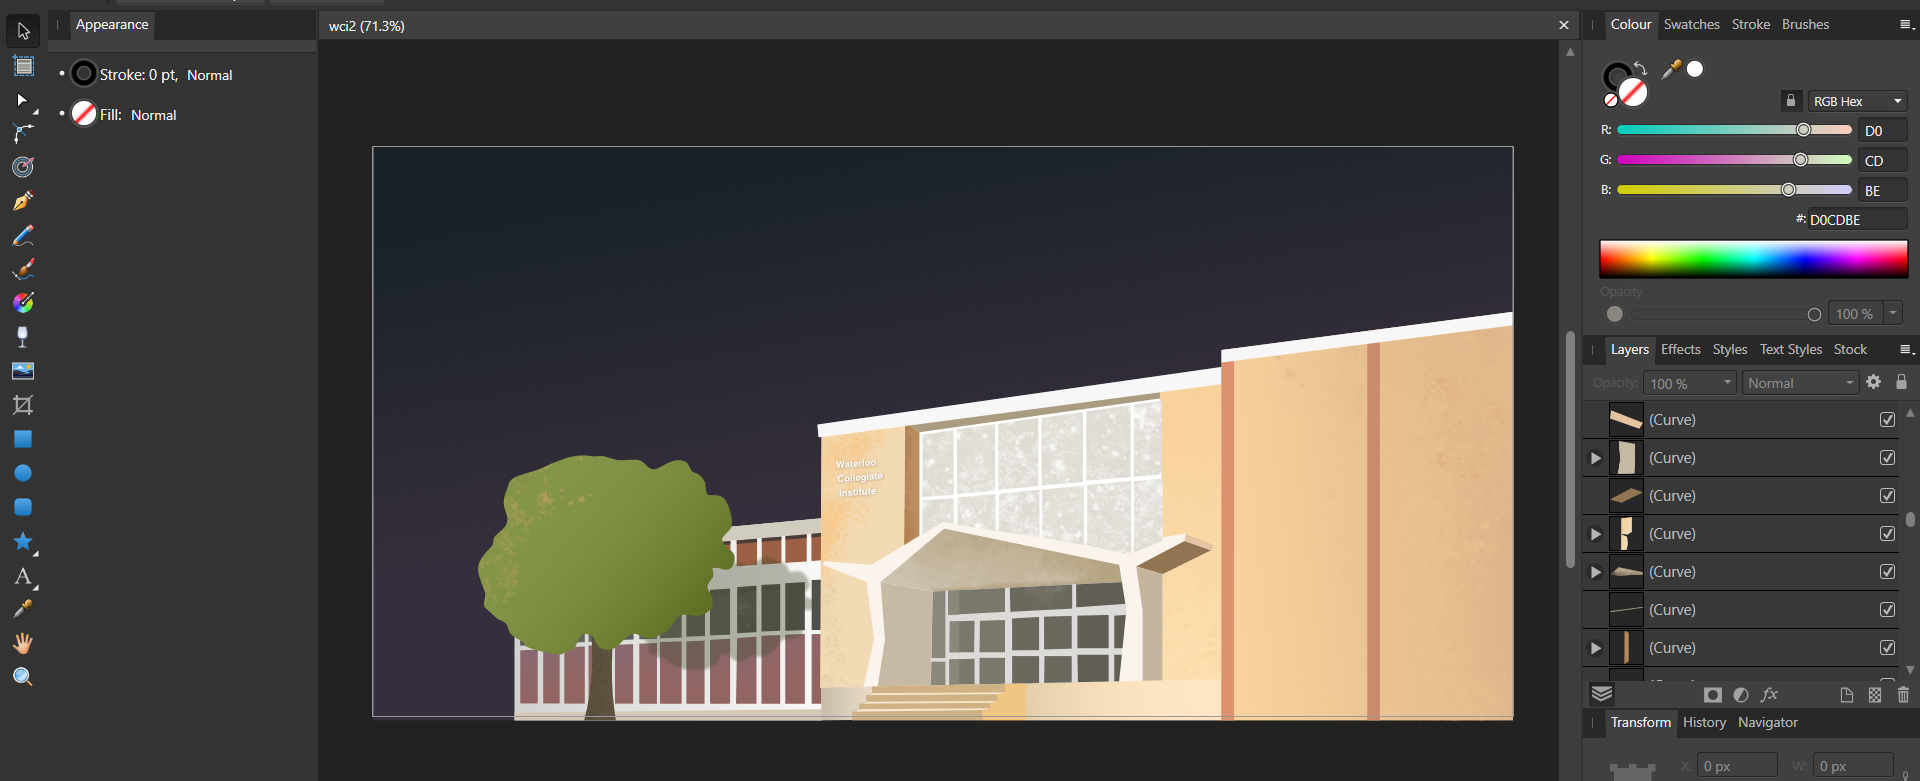 Appearance
wci2 (71.3%)
Colour Swatches Stroke Brushes
Stroke: 0 pt, Normal
Fill: Normal
RGB Hex
R: D0
G: CD
B: BE
#: D0CDBE
Opacity
100 %
Layers Effects Styles Text Styles Stock
Opacity: 100 % Normal
(Curve)
(Curve)
(Curve)
(Curve)
(Curve)
(Curve)
(Curve)
Transform History Navigator
X: 0 px W: 0 px
Waterloo
Collegiate
Institute